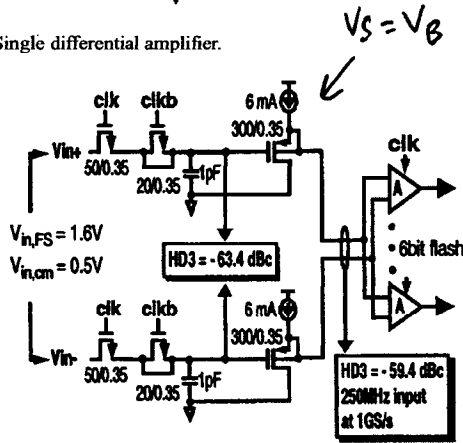 Single differential amplifier.
VS = VB
clk
clkb
6 mA
300/0.35
Vin+
50/0.35
20/0.35
1pF
clk
A
Vin,FS = 1.6V
Vin,cm = 0.5V
HD3 = - 63.4 dBc
6bit flash
clk
clkb
6 mA
300/0.35
A
Vin-
50/0.35
20/0.35
1pF
HD3 = - 59.4 dBc
250MHz input
at 1GS/s